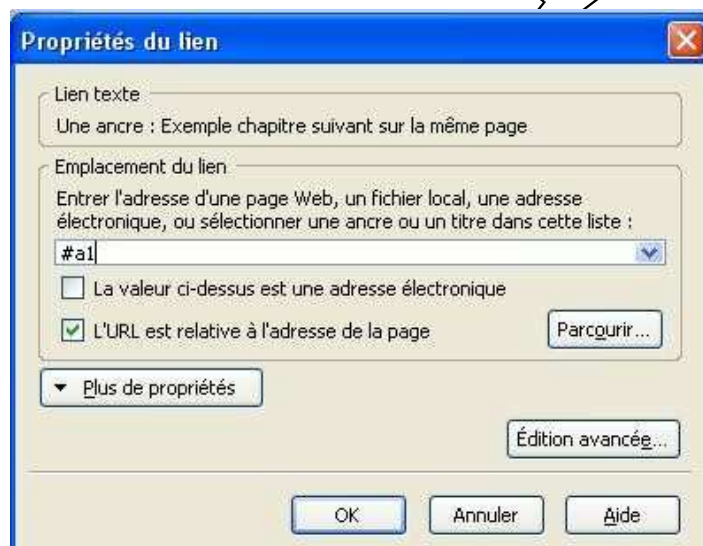 Propriétés du lien
Lien texte
Une ancre : Exemple chapitre suivant sur la même page
Emplacement du lien
Entrer l'adresse d'une page Web, un fichier local, une adresse
électronique, ou sélectionner une ancre ou un titre dans cette liste :
#a1
La valeur ci-dessus est une adresse électronique
L'URL est relative à l'adresse de la page
Parcourir...
Plus de propriétés
Édition avancée...
OK Annuler Aide